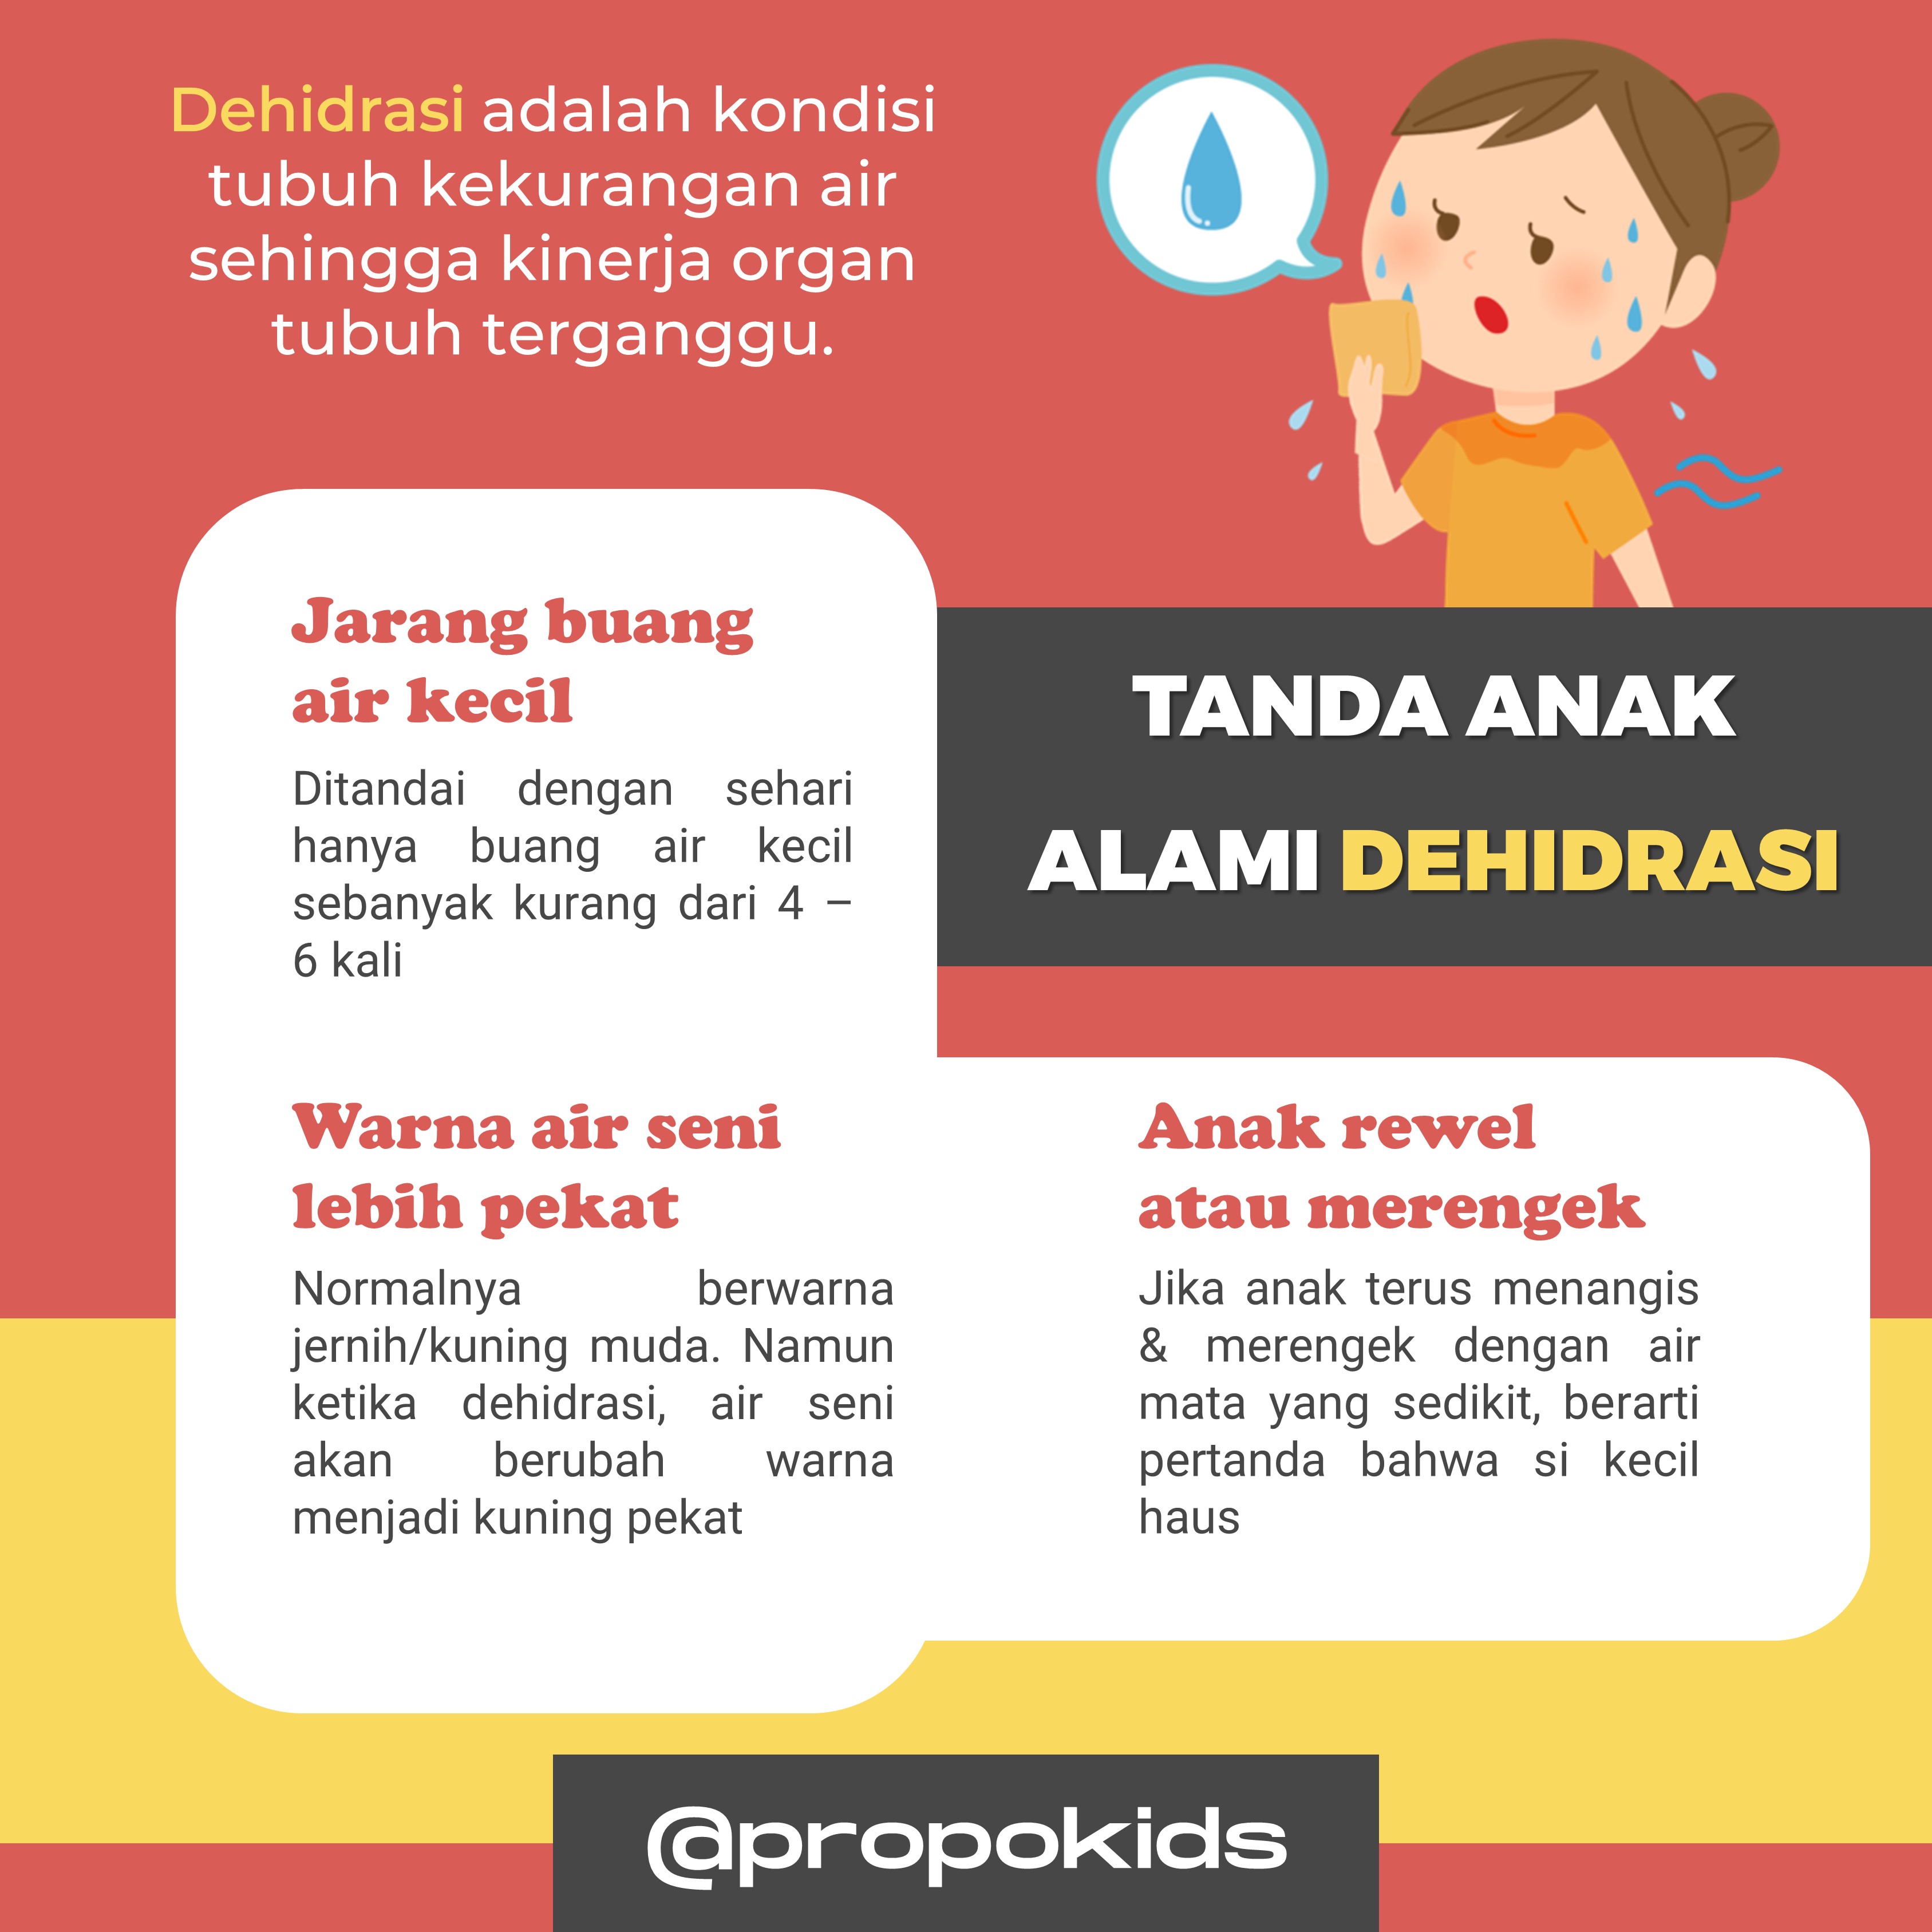 Dehidrasi adalah kondisi
tubuh kekurangan air
sehingga kinerja organ
tubuh terganggu.
TANDA ANAK
ALAMI DEHIDRASI
Jarang buang
air kecil
Ditandai dengan sehari
hanya buang air kecil
sebanyak kurang dari 4 –
6 kali
Warna air seni
lebih pekat
Normalnya berwarna
jernih/kuning muda. Namun
ketika dehidrasi, air seni
akan berubah warna
menjadi kuning pekat
Anak rewel
atau merengek
Jika anak terus menangis
& merengek dengan air
mata yang sedikit, berarti
pertanda bahwa si kecil
haus
@propokids